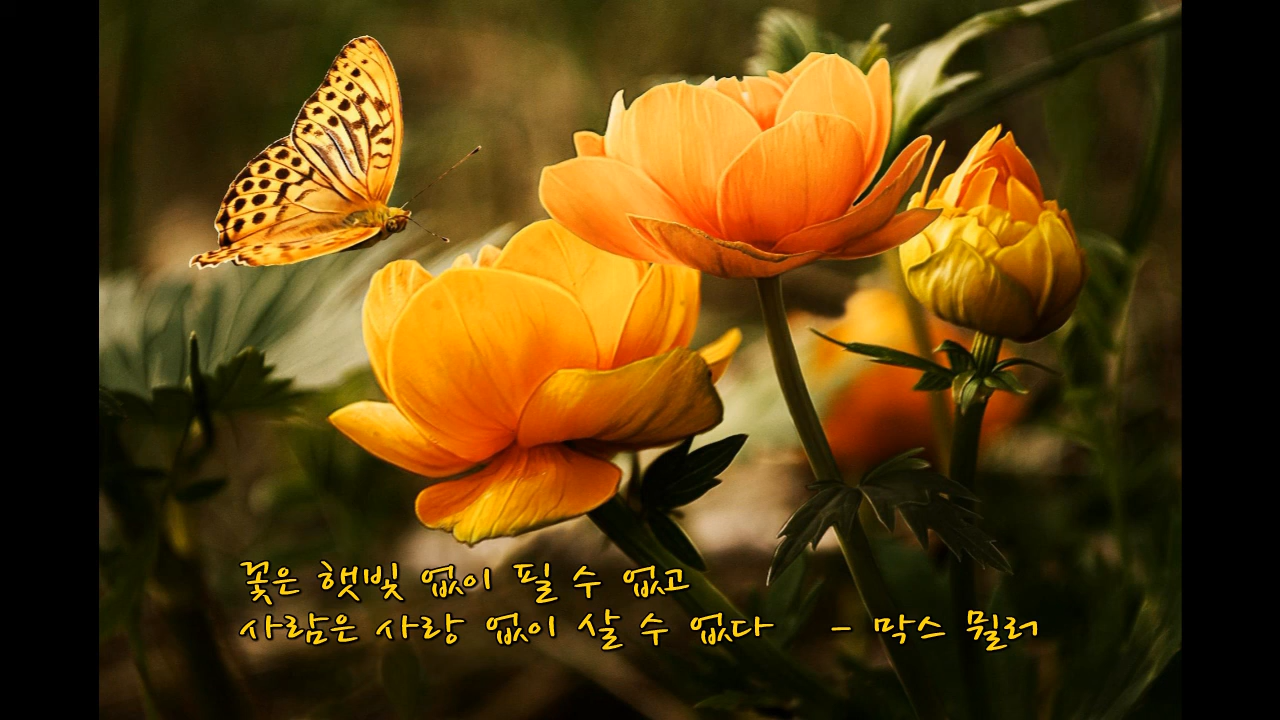 꽃은 햇빛 없이 필 수 없고
사람은 사랑 없이 살 수 없다 - 막스 뮐러